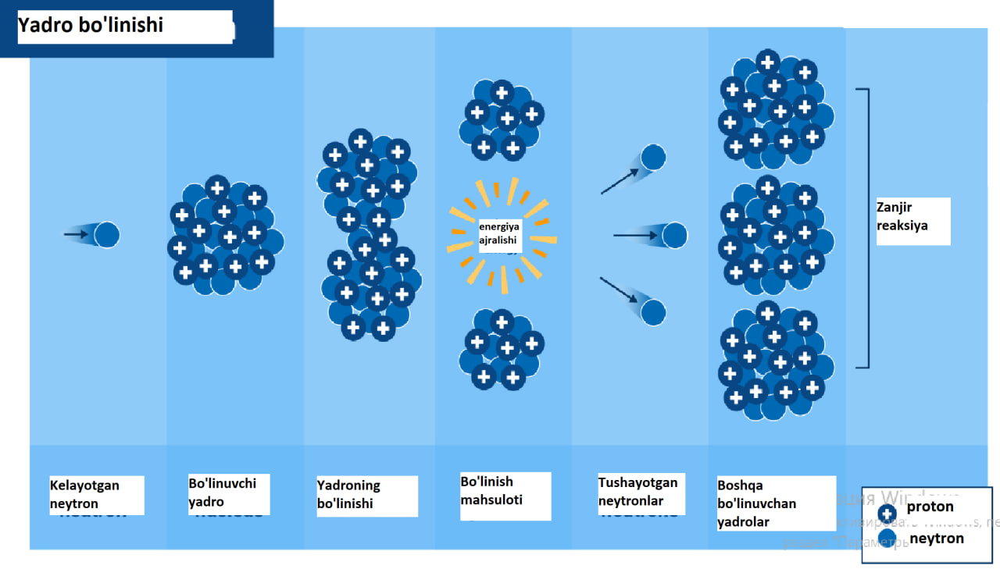 Yadro bo'linishi
energiya
ajralishi
Zanjir
reaksiya
Kelayotgan
neytron
Bo'linuvchi
yadro
Yadroning
bo'linishi
Bo'linish
mahsuloti
Tushayotgan
neytronlar
Boshqa
bo'linuvchan
yadrolar
proton
neytron